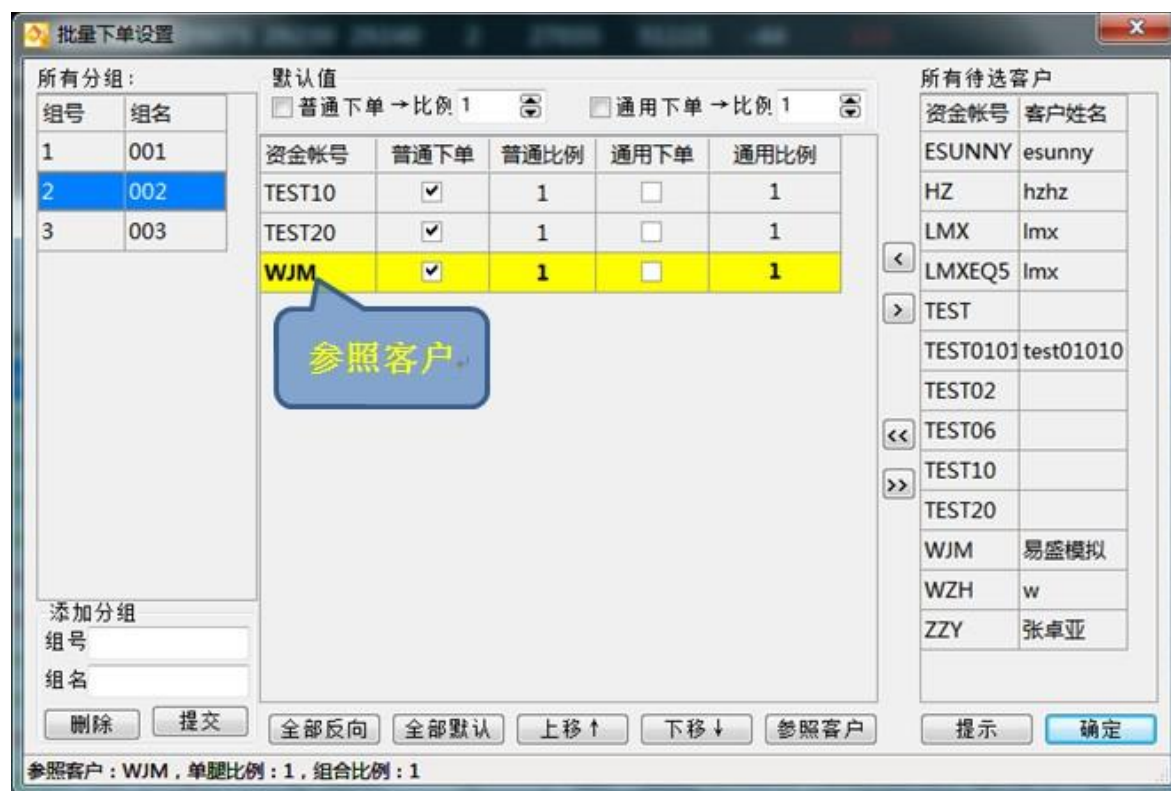 批量下单设置
所有分组:
组号 组名
1 001
2 002
3 003
添加分组
组号
组名
删除 提交
默认值
普通下单→比例 1 通用下单→比例 1
资金帐号 普通下单 普通比例 通用下单 通用比例
TEST10 1 1
TEST20 1 1
WJM 1 1
参照客户
全部反向 全部默认 上移↑ 下移↓ 参照客户
<
>
<<
>>
所有待选客户
资金帐号 客户姓名
ESUNNY esunny
HZ hzhz
LMX lmx
LMXEQ5 lmx
TEST
TEST0101 test01010
TEST02
TEST06
TEST10
TEST20
WJM 易盛模拟
WZH w
ZZY 张卓亚
提示 确定
参照客户:WJM,单腿比例:1,组合比例:1